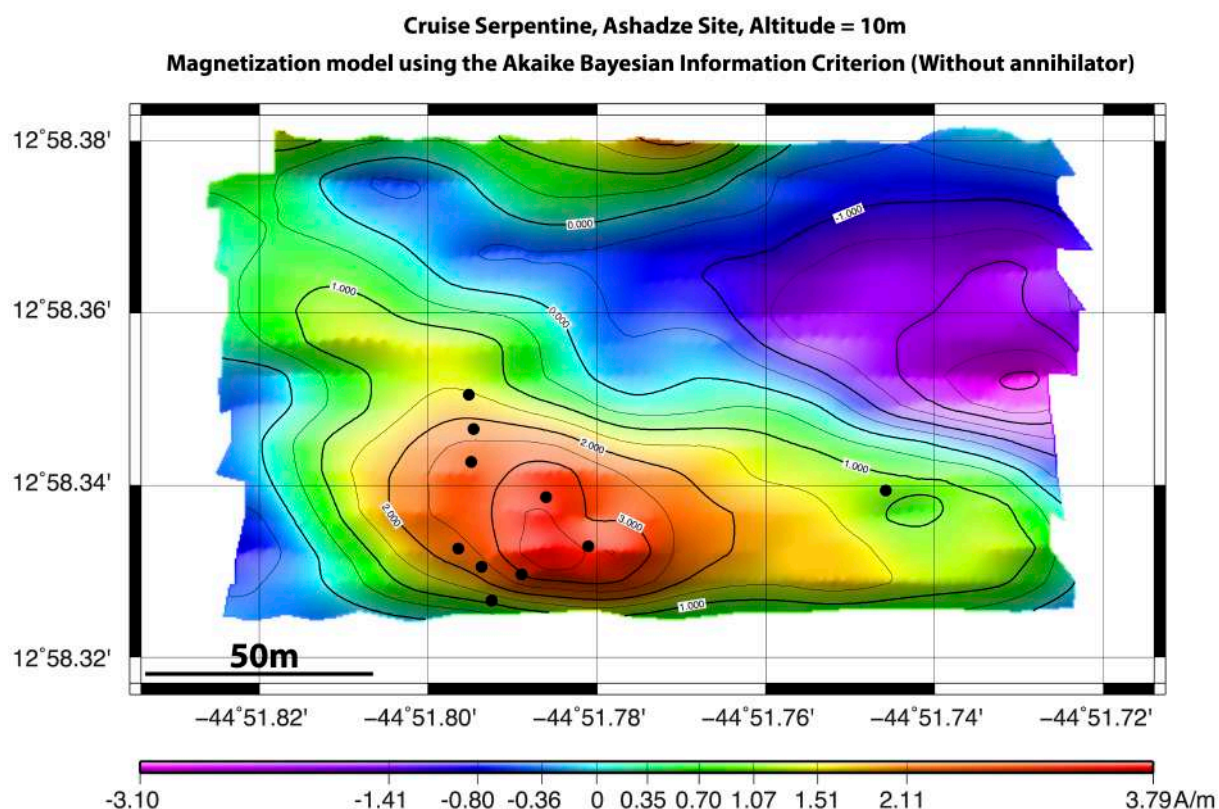 Cruise Serpentine, Ashadze Site, Altitude = 10m
Magnetization model using the Akaike Bayesian Information Criterion (Without annihilator)
12°58.38'
0.000
-1.000
1.000
12°58.36'
0.000
2.000
1.000
12°58.34'
2.000
3.000
1.000
50m
12°58.32'
−44°51.82' −44°51.80' −44°51.78' −44°51.76' −44°51.74' −44°51.72'
-3.10 -1.41 -0.80 -0.36 0 0.35 0.70 1.07 1.51 2.11 3.79A/m